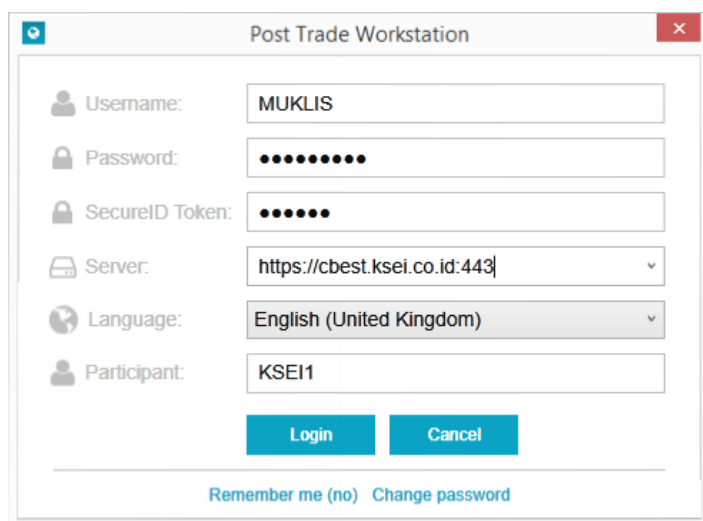 Post Trade Workstation
Username: MUKLIS
Password: ●●●●●●●●●
SecureID Token: ●●●●●●
Server: https://cbest.ksei.co.id:443
Language: English (United Kingdom)
Participant: KSEI1
Login Cancel
Remember me (no) Change password